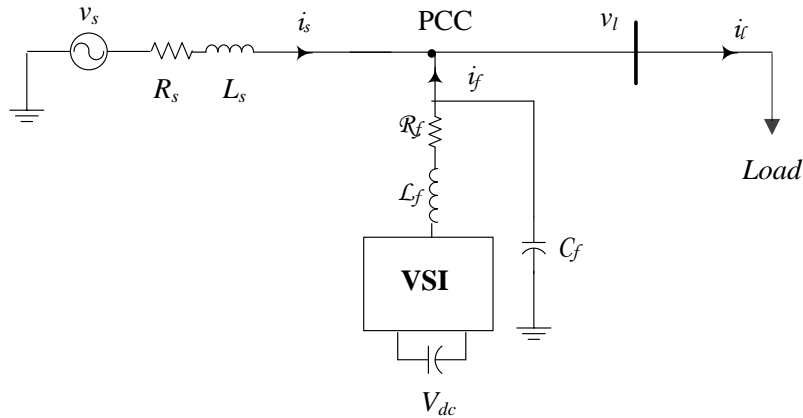 v_s
i_s
PCC
v_l
i_l
R_s
L_s
i_f
R_f
L_f
Load
VSI
C_f
V_dc